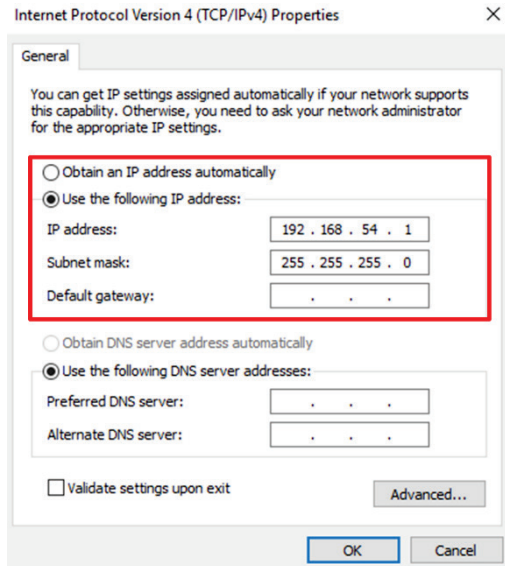 Internet Protocol Version 4 (TCP/IPv4) Properties
General
You can get IP settings assigned automatically if your network supports
this capability. Otherwise, you need to ask your network administrator
for the appropriate IP settings.
Obtain an IP address automatically
Use the following IP address:
IP address: 192 . 168 . 54 . 1
Subnet mask: 255 . 255 . 255 . 0
Default gateway: . . .
Obtain DNS server address automatically
Use the following DNS server addresses:
Preferred DNS server: . . .
Alternate DNS server: . . .
Validate settings upon exit
Advanced...
OK Cancel